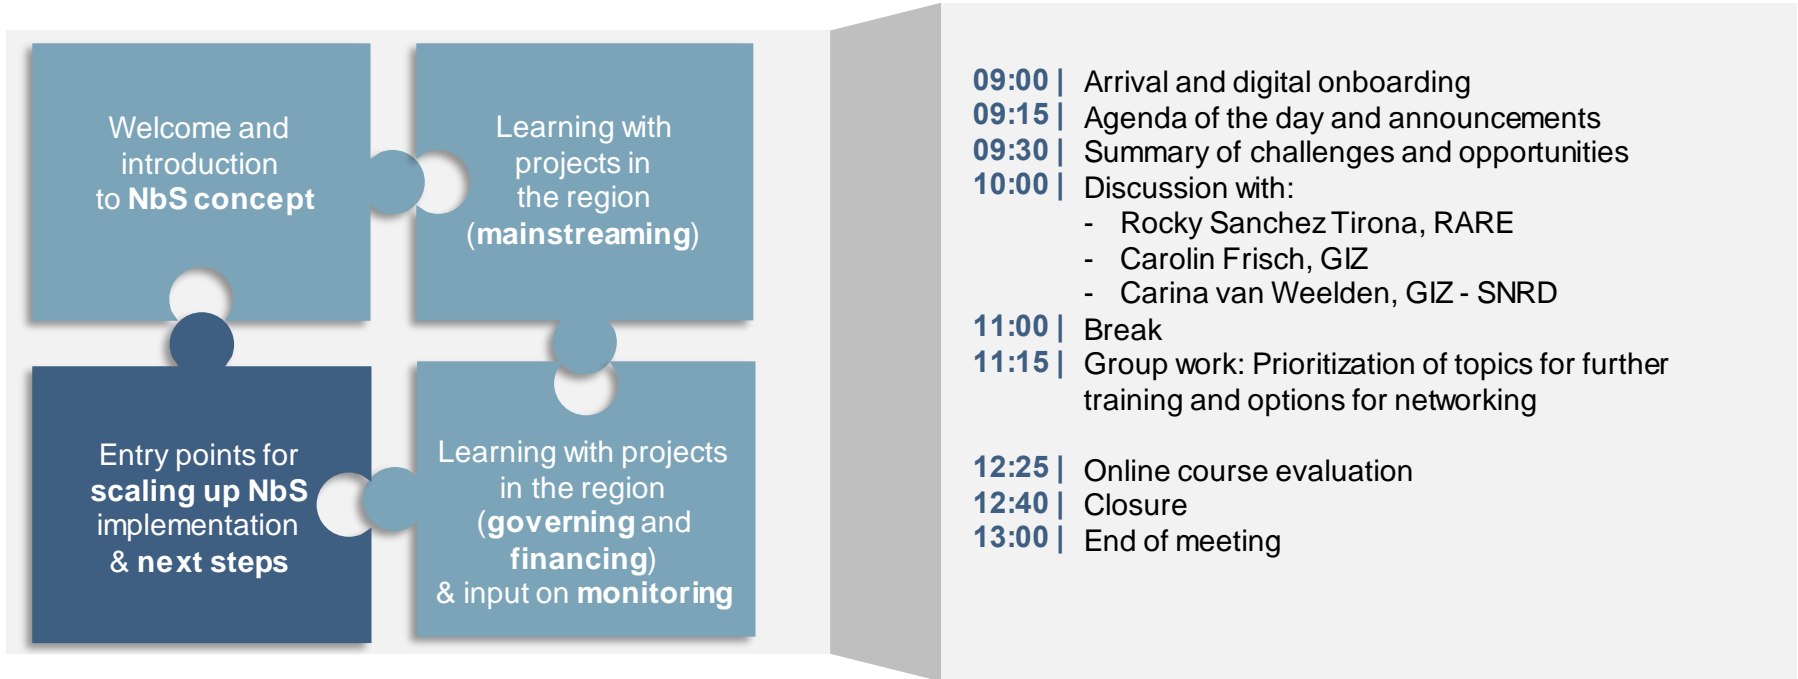 Welcome and
introduction
to NbS concept
Learning with
projects in
the region
(mainstreaming)
Entry points for
scaling up NbS
implementation
& next steps
Learning with projects
in the region
(governing and
financing)
& input on monitoring
09:00 | Arrival and digital onboarding
09:15 | Agenda of the day and announcements
09:30 | Summary of challenges and opportunities
10:00 | Discussion with:
- Rocky Sanchez Tirona, RARE
- Carolin Frisch, GIZ
- Carina van Weelden, GIZ - SNRD
11:00 | Break
11:15 | Group work: Prioritization of topics for further
training and options for networking
12:25 | Online course evaluation
12:40 | Closure
13:00 | End of meeting